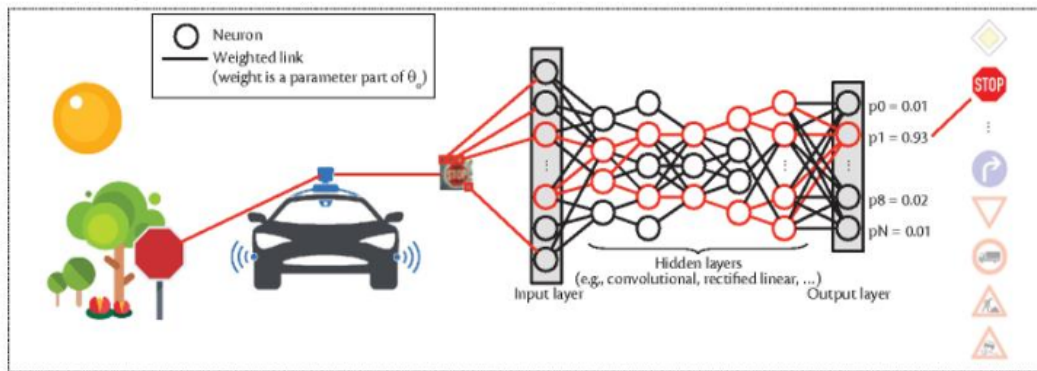 Neuron
Weighted link
(weight is a parameter part of θo)
STOP
STOP
p0 = 0.01
p1 = 0.93
p8 = 0.02
pN = 0.01
Hidden layers
(e.g., convolutional, rectified linear, ...)
Input layer
Output layer